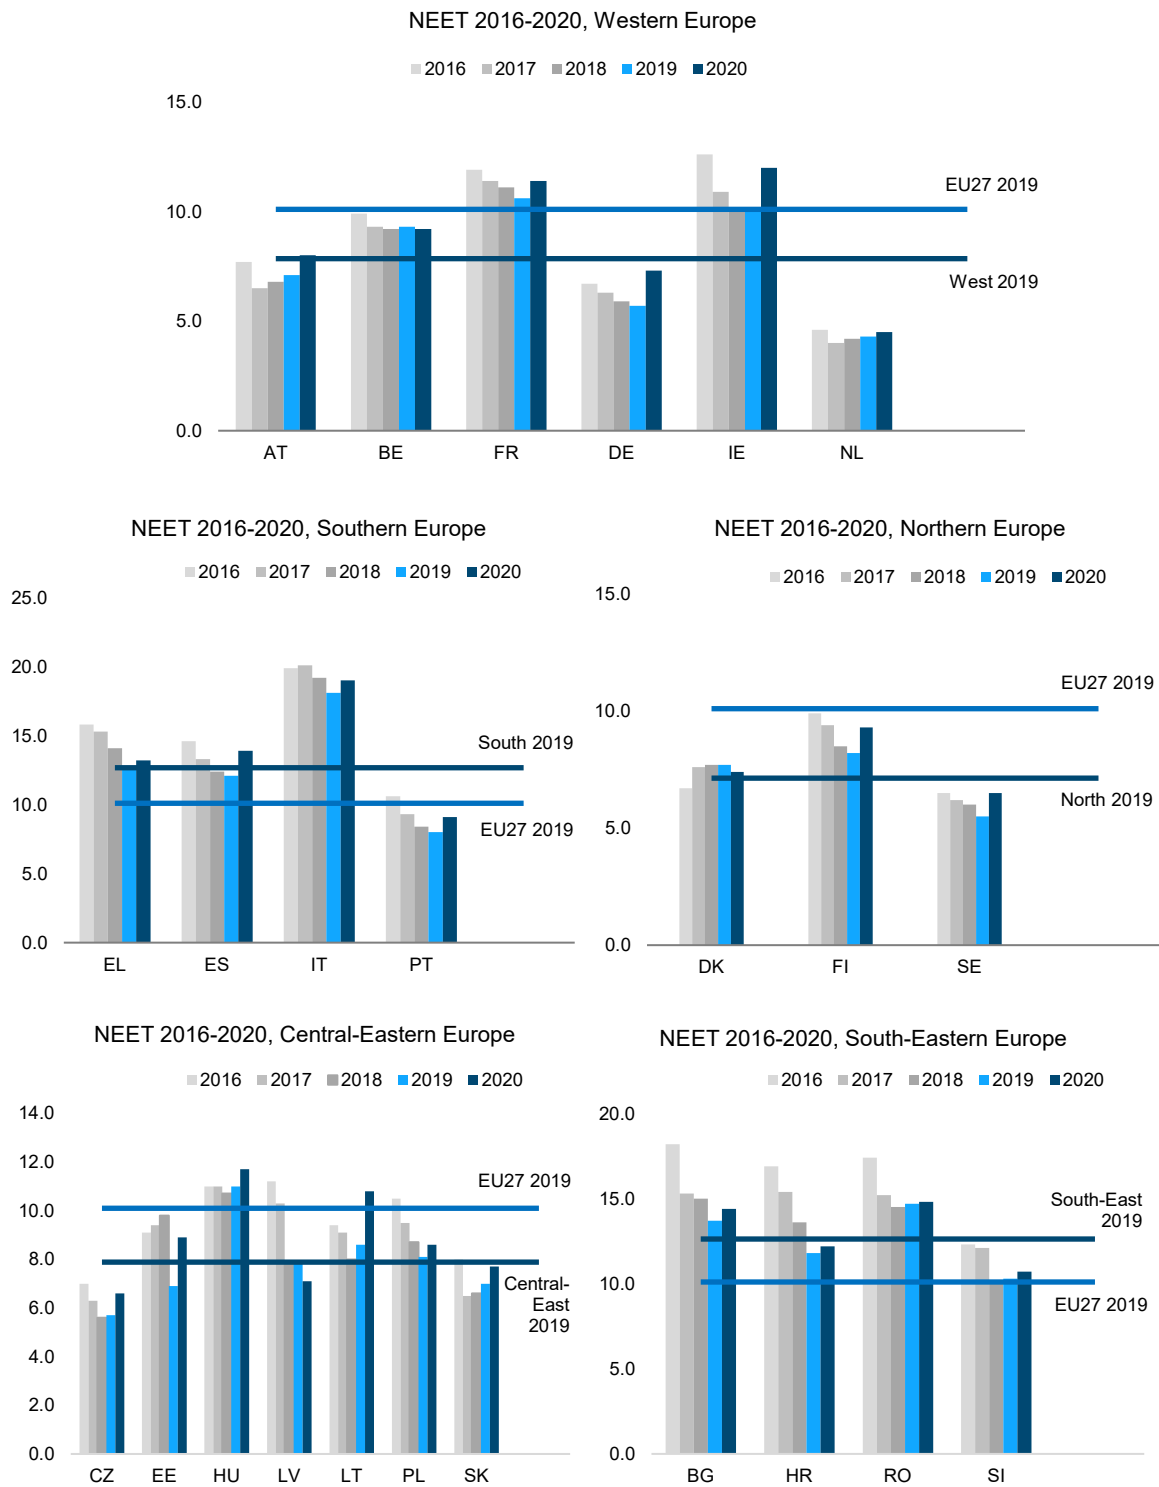 NEET 2016-2020, Western Europe
2016 2017 2018 2019 2020
15.0
10.0
5.0
0.0
EU27 2019
West 2019
AT BE FR DE IE NL
NEET 2016-2020, Southern Europe
2016 2017 2018 2019 2020
25.0
20.0
15.0
10.0
5.0
0.0
South 2019
EU27 2019
EL ES IT PT
NEET 2016-2020, Northern Europe
2016 2017 2018 2019 2020
15.0
10.0
5.0
0.0
EU27 2019
North 2019
DK FI SE
NEET 2016-2020, Central-Eastern Europe
2016 2017 2018 2019 2020
14.0
12.0
10.0
8.0
6.0
4.0
2.0
0.0
EU27 2019
Central-
East
2019
CZ EE HU LV LT PL SK
NEET 2016-2020, South-Eastern Europe
2016 2017 2018 2019 2020
20.0
15.0
10.0
5.0
0.0
South-East
2019
EU27 2019
BG HR RO SI